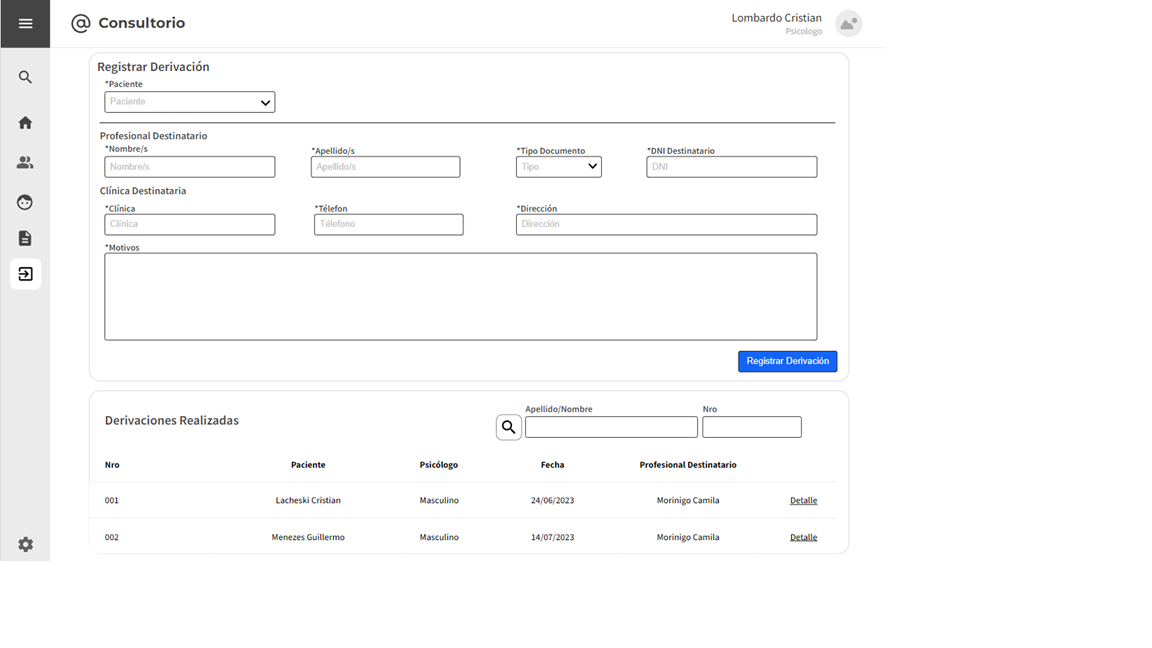 @ Consultorio
Lombardo Cristian
Psicologo
Registrar Derivación
*Paciente
Paciente
Profesional Destinatario
*Nombre/s *Apellido/s *Tipo Documento *DNI Destinatario
Nombre/s Apellido/s Tipo DNI
Clínica Destinataria
*Clínica *Télefon *Dirección
Clínica Télefono Dirección
*Motivos
Registrar Derivación
Derivaciones Realizadas
Apellido/Nombre Nro
Nro Paciente Psicólogo Fecha Profesional Destinatario
001 Lacheski Cristian Masculino 24/06/2023 Morinigo Camila Detalle
002 Menezes Guillermo Masculino 14/07/2023 Morinigo Camila Detalle